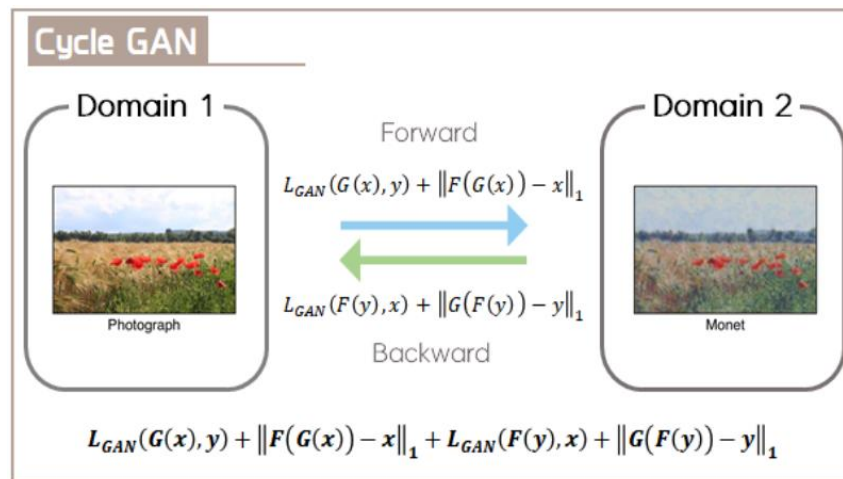 Cycle GAN
Domain 1
Domain 2
Forward
L_GAN(G(x), y) + ‖F(G(x)) − x‖₁
L_GAN(F(y), x) + ‖G(F(y)) − y‖₁
Photograph
Monet
Backward
L_GAN(G(x), y) + ‖F(G(x)) − x‖₁ + L_GAN(F(y), x) + ‖G(F(y)) − y‖₁